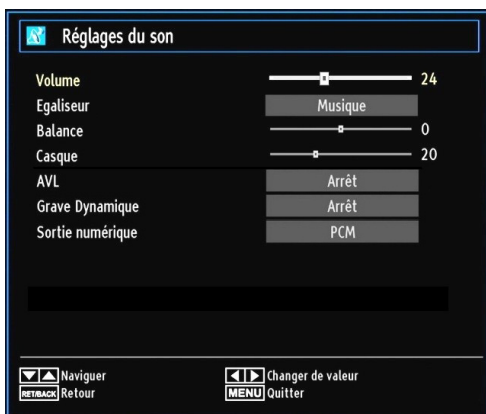 Réglages du son
Volume 24
Egaliseur Musique
Balance 0
Casque 20
AVL Arrêt
Grave Dynamique Arrêt
Sortie numérique PCM
Naviguer Changer de valeur
RET/BACK Retour MENU Quitter